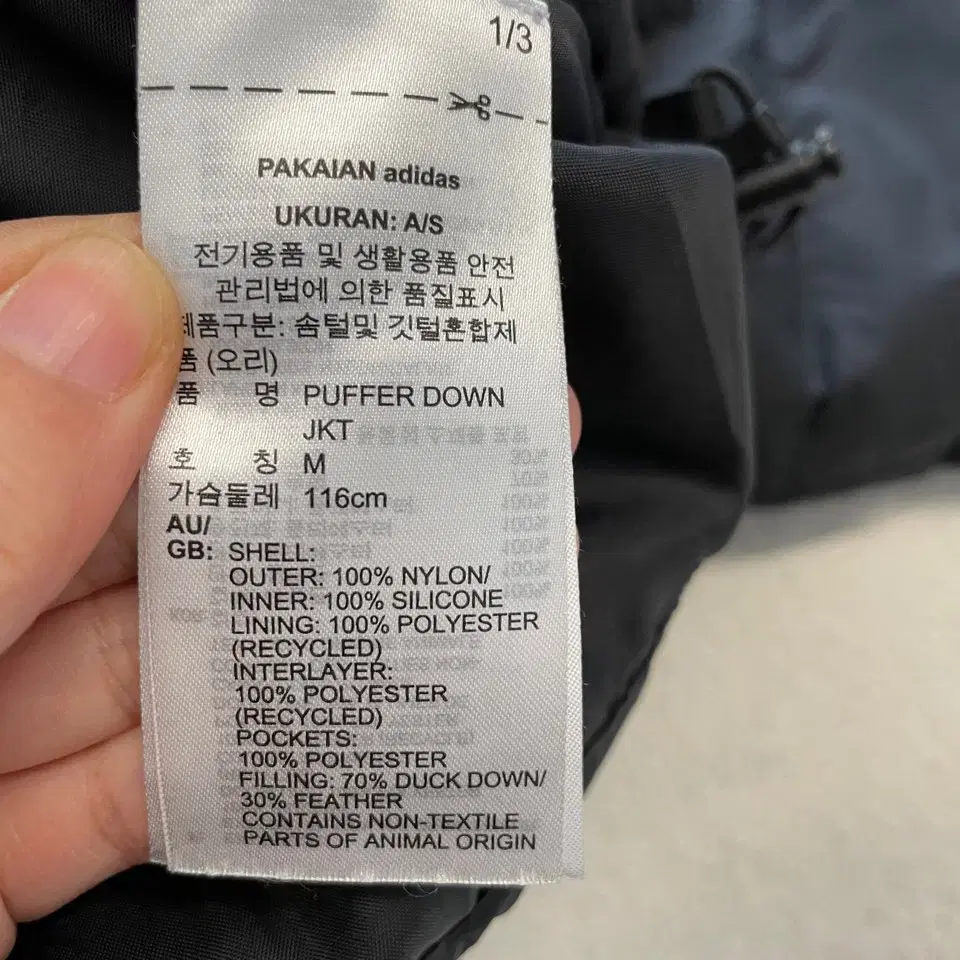 1/3
PAKAIAN adidas
UKURAN: A/S
전기용품 및 생활용품 안전
관리법에 의한 품질표시
제품구분: 솜털및 깃털혼합제
품 (오리)
품 명 PUFFER DOWN
JKT
호 칭 M
가슴둘레 116cm
AU/
GB: SHELL:
OUTER: 100% NYLON/
INNER: 100% SILICONE
LINING: 100% POLYESTER
(RECYCLED)
INTERLAYER:
100% POLYESTER
(RECYCLED)
POCKETS:
100% POLYESTER
FILLING: 70% DUCK DOWN/
30% FEATHER
CONTAINS NON-TEXTILE
PARTS OF ANIMAL ORIGIN